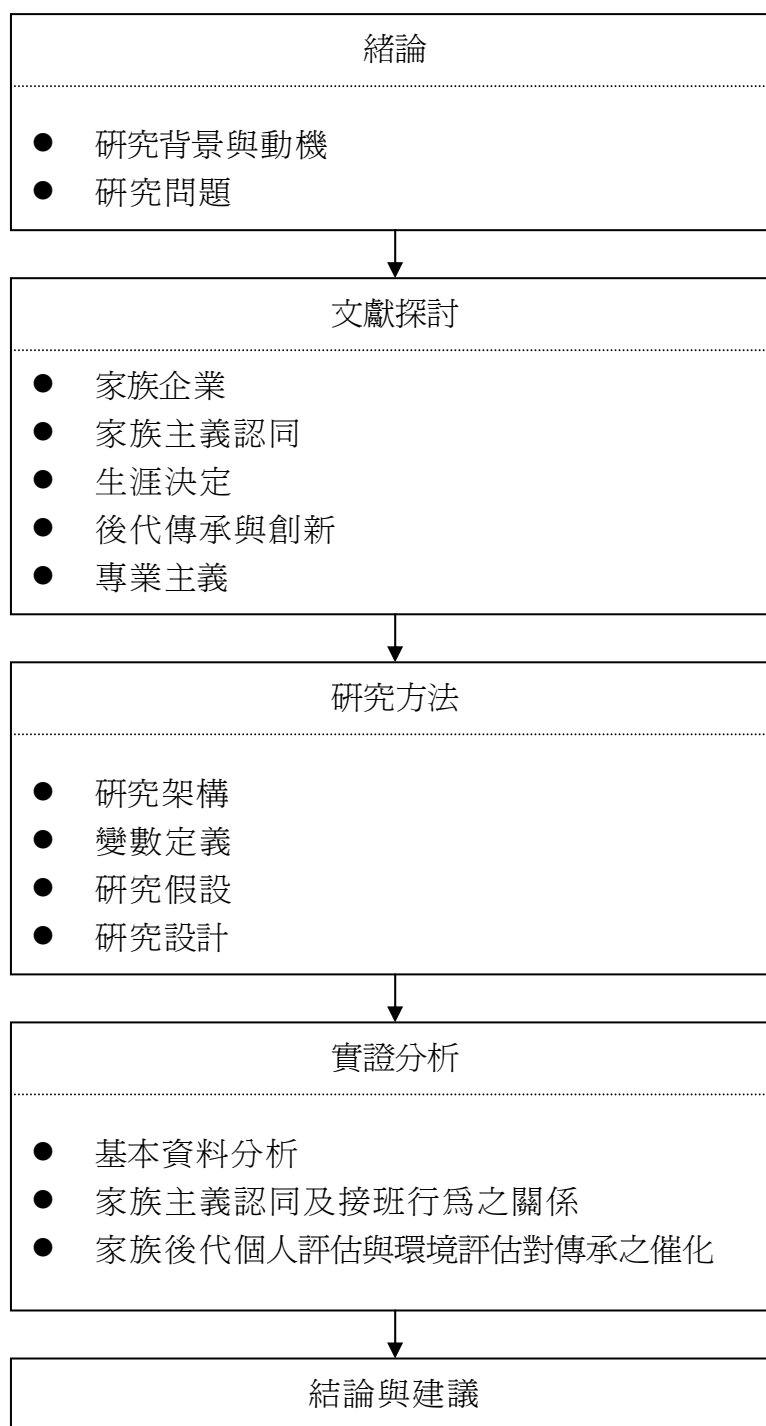 緒論
● 研究背景與動機
● 研究問題
文獻探討
● 家族企業
● 家族主義認同
● 生涯決定
● 後代傳承與創新
● 專業主義
研究方法
● 研究架構
● 變數定義
● 研究假設
● 研究設計
實證分析
● 基本資料分析
● 家族主義認同及接班行為之關係
● 家族後代個人評估與環境評估對傳承之催化
結論與建議